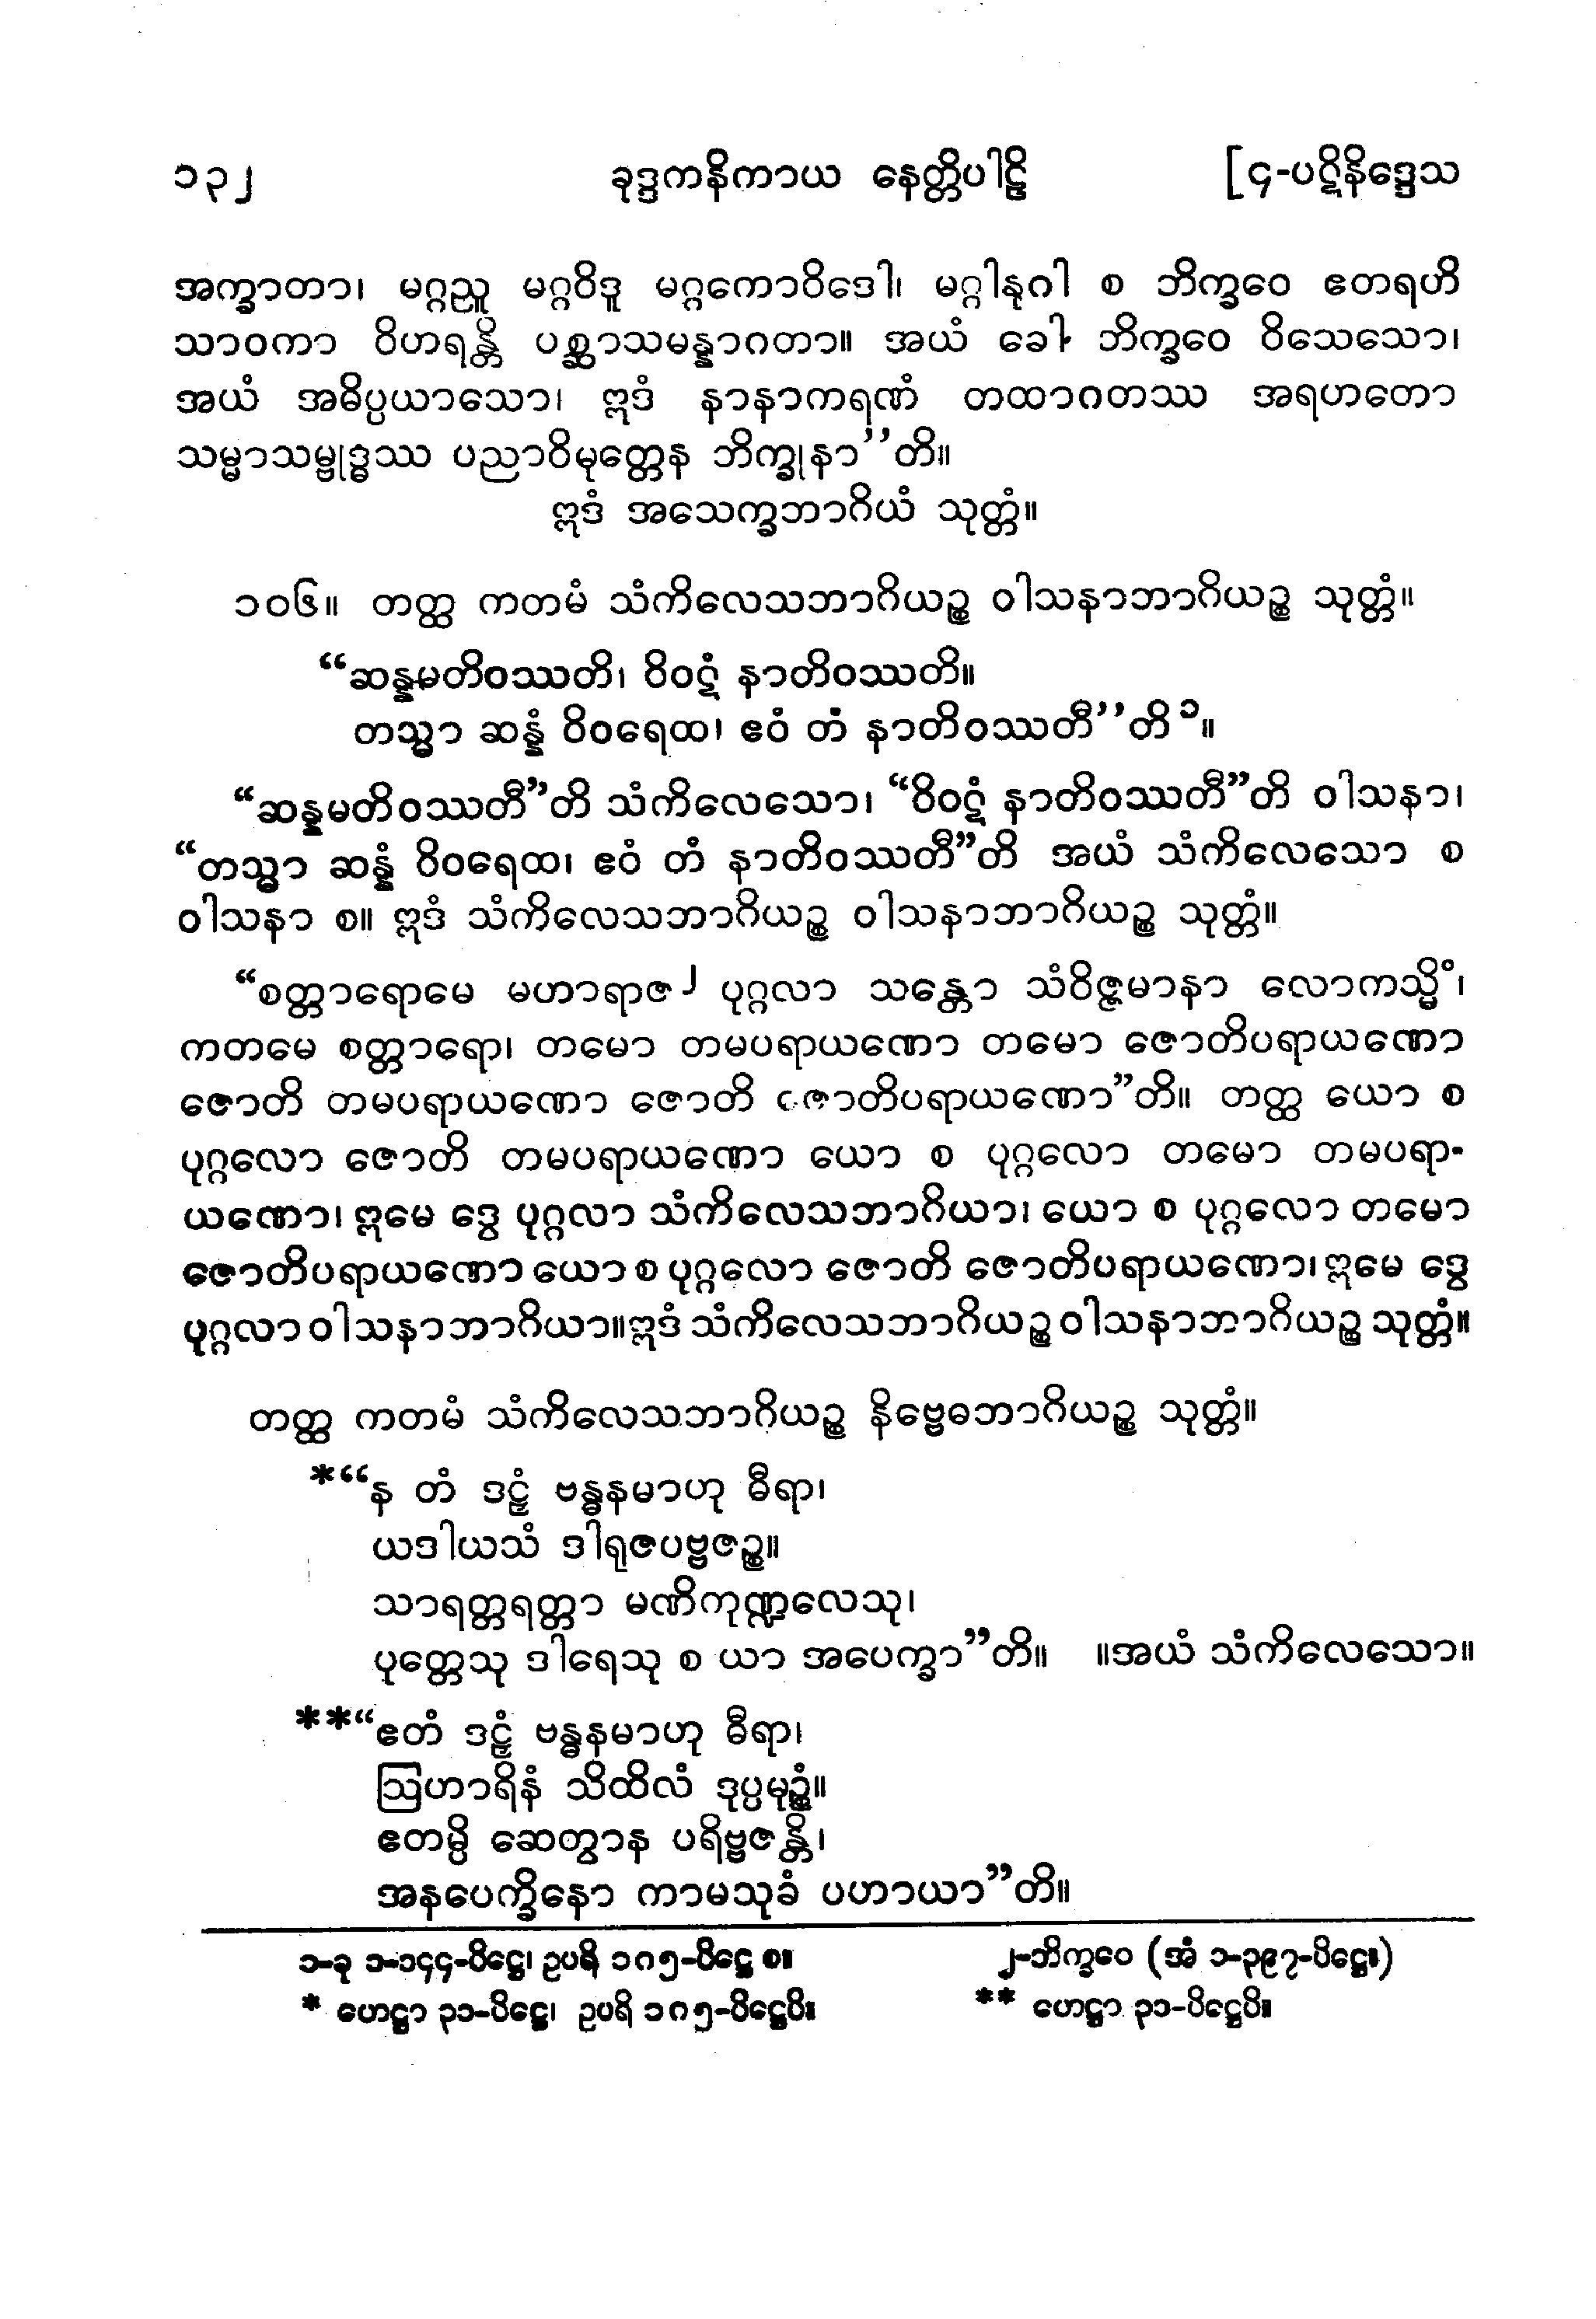 ၁၃၂ ခုဒ္ဒကနိကာယ နေတ္တိပါဠိ [၄-ပဋိနိဒ္ဒေသ
အက္ခာတာ၊ မဂ္ဂညူ မဂ္ဂဝိဒူ မဂ္ဂကောဝိဒေါ၊ မဂ္ဂါနုဂါ စ ဘိက္ခဝေ ဧတရဟိ
သာဝကာ ဝိဟရန္တိ ပစ္ဆာသမန္နာဂတာ။ အယံ ခေါ ဘိက္ခဝေ ဝိသေသော၊
အယံ အဓိပ္ပယာသော၊ ဣဒံ နာနာကရဏံ တထာဂတဿ အရဟတော
သမ္မာသမ္ဗုဒ္ဓဿ ပညာဝိမုတ္တေန ဘိက္ခုနာ’’တိ။
ဣဒံ အသေက္ခဘာဂိယံ သုတ္တံ။
၁၀၆။ တတ္ထ ကတမံ သံကိလေသဘာဂိယဉ္စ ဝါသနာဘာဂိယဉ္စ သုတ္တံ။
“ဆန္နမတိဝဿတိ၊ ဝိဝဋံ နာတိဝဿတိ။
တသ္မာ ဆန္နံ ဝိဝရေထ၊ ဧဝံ တံ နာတိဝဿတီ’’တိ ၁။
“ဆန္နမတိဝဿတီ”တိ သံကိလေသော၊ “ဝိဝဋံ နာတိဝဿတီ”တိ ဝါသနာ၊
“တသ္မာ ဆန္နံ ဝိဝရေထ၊ ဧဝံ တံ နာတိဝဿတီ”တိ အယံ သံကိလေသော စ
ဝါသနာ စ။ ဣဒံ သံကိလေသဘာဂိယဉ္စ ဝါသနာဘာဂိယဉ္စ သုတ္တံ။
“စတ္တာရောမေ မဟာရာဇ ၂ ပုဂ္ဂလာ သန္တော သံဝိဇ္ဇမာနာ လောကသ္မိံ၊
ကတမေ စတ္တာရော၊ တမော တမပရာယဏော တမော ဇောတိပရာယဏော
ဇောတိ တမပရာယဏော ဇောတိ ဇောတိပရာယဏော”တိ။ တတ္ထ ယော စ
ပုဂ္ဂလော ဇောတိ တမပရာယဏော ယော စ ပုဂ္ဂလော တမော တမပရာ-
ယဏော၊ ဣမေ ဒွေ ပုဂ္ဂလာ သံကိလေသဘာဂိယာ၊ ယော စ ပုဂ္ဂလော တမော
ဇောတိပရာယဏော ယော စ ပုဂ္ဂလော ဇောတိ ဇောတိပရာယဏော၊ ဣမေ ဒွေ
ပုဂ္ဂလာ ဝါသနာဘာဂိယာ။ ဣဒံ သံကိလေသဘာဂိယဉ္စ ဝါသနာဘာဂိယဉ္စ သုတ္တံ။
တတ္ထ ကတမံ သံကိလေသဘာဂိယဉ္စ နိဗ္ဗေဓဘာဂိယဉ္စ သုတ္တံ။
*“န တံ ဒဠှံ ဗန္ဓနမာဟု ဓီရာ၊
ယဒါယသံ ဒါရုဇပဗ္ဗဇဉ္စ။
သာရတ္တရတ္တာ မဏိကုဏ္ဍလေသု၊
ပုတ္တေသု ဒါရေသု စ ယာ အပေက္ခာ”တိ။ ။အယံ သံကိလေသော။
**“ဧတံ ဒဠှံ ဗန္ဓနမာဟု ဓီရာ၊
ဩဟာရိနံ သိထိလံ ဒုပ္ပမုဉ္စံ။
ဧတမ္ပိ ဆေတွာန ပရိဗ္ဗဇန္တိ၊
အနပေက္ခိနော ကာမသုခံ ပဟာယာ”တိ။
၁-ခု ၁-၁၄၄-ပိဋ္ဌေ၊ ဥပရိ ၁၈၅-ပိဋ္ဌေ စ။ ၂-ဘိက္ခဝေ (အံ ၁-၃၉၇-ပိဋ္ဌေ။)
* ဟေဋ္ဌာ ၃၁-ပိဋ္ဌေ၊ ဥပရိ ၁၈၅-ပိဋ္ဌေပိ။ ** ဟေဋ္ဌာ ၃၁-ပိဋ္ဌေပိ။